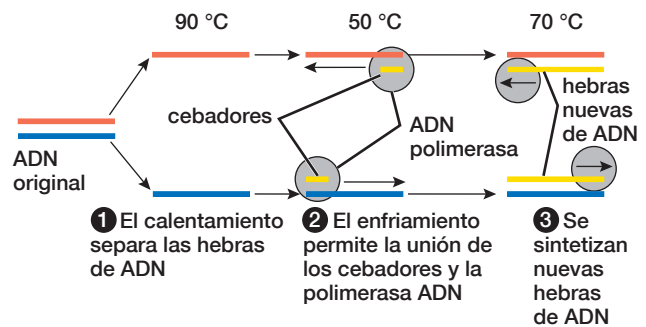 90 °C
50 °C
70 °C
cebadores
ADN
polimerasa
hebras
nuevas
de ADN
ADN
original
1 El calentamiento
separa las hebras
de ADN
2 El enfriamiento
permite la unión de
los cebadores y la
polimerasa ADN
3 Se
sintetizan
nuevas
hebras
de ADN